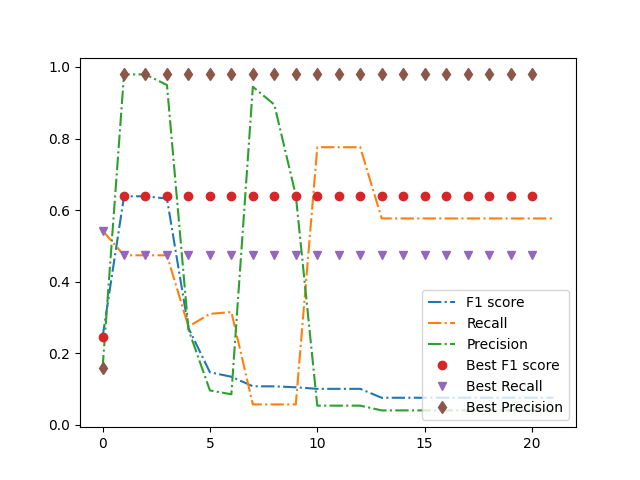 1.0
0.8
0.6
0.4
0.2
0.0
0
5
10
15
20
F1 score
Recall
Precision
Best F1 score
Best Recall
Best Precision